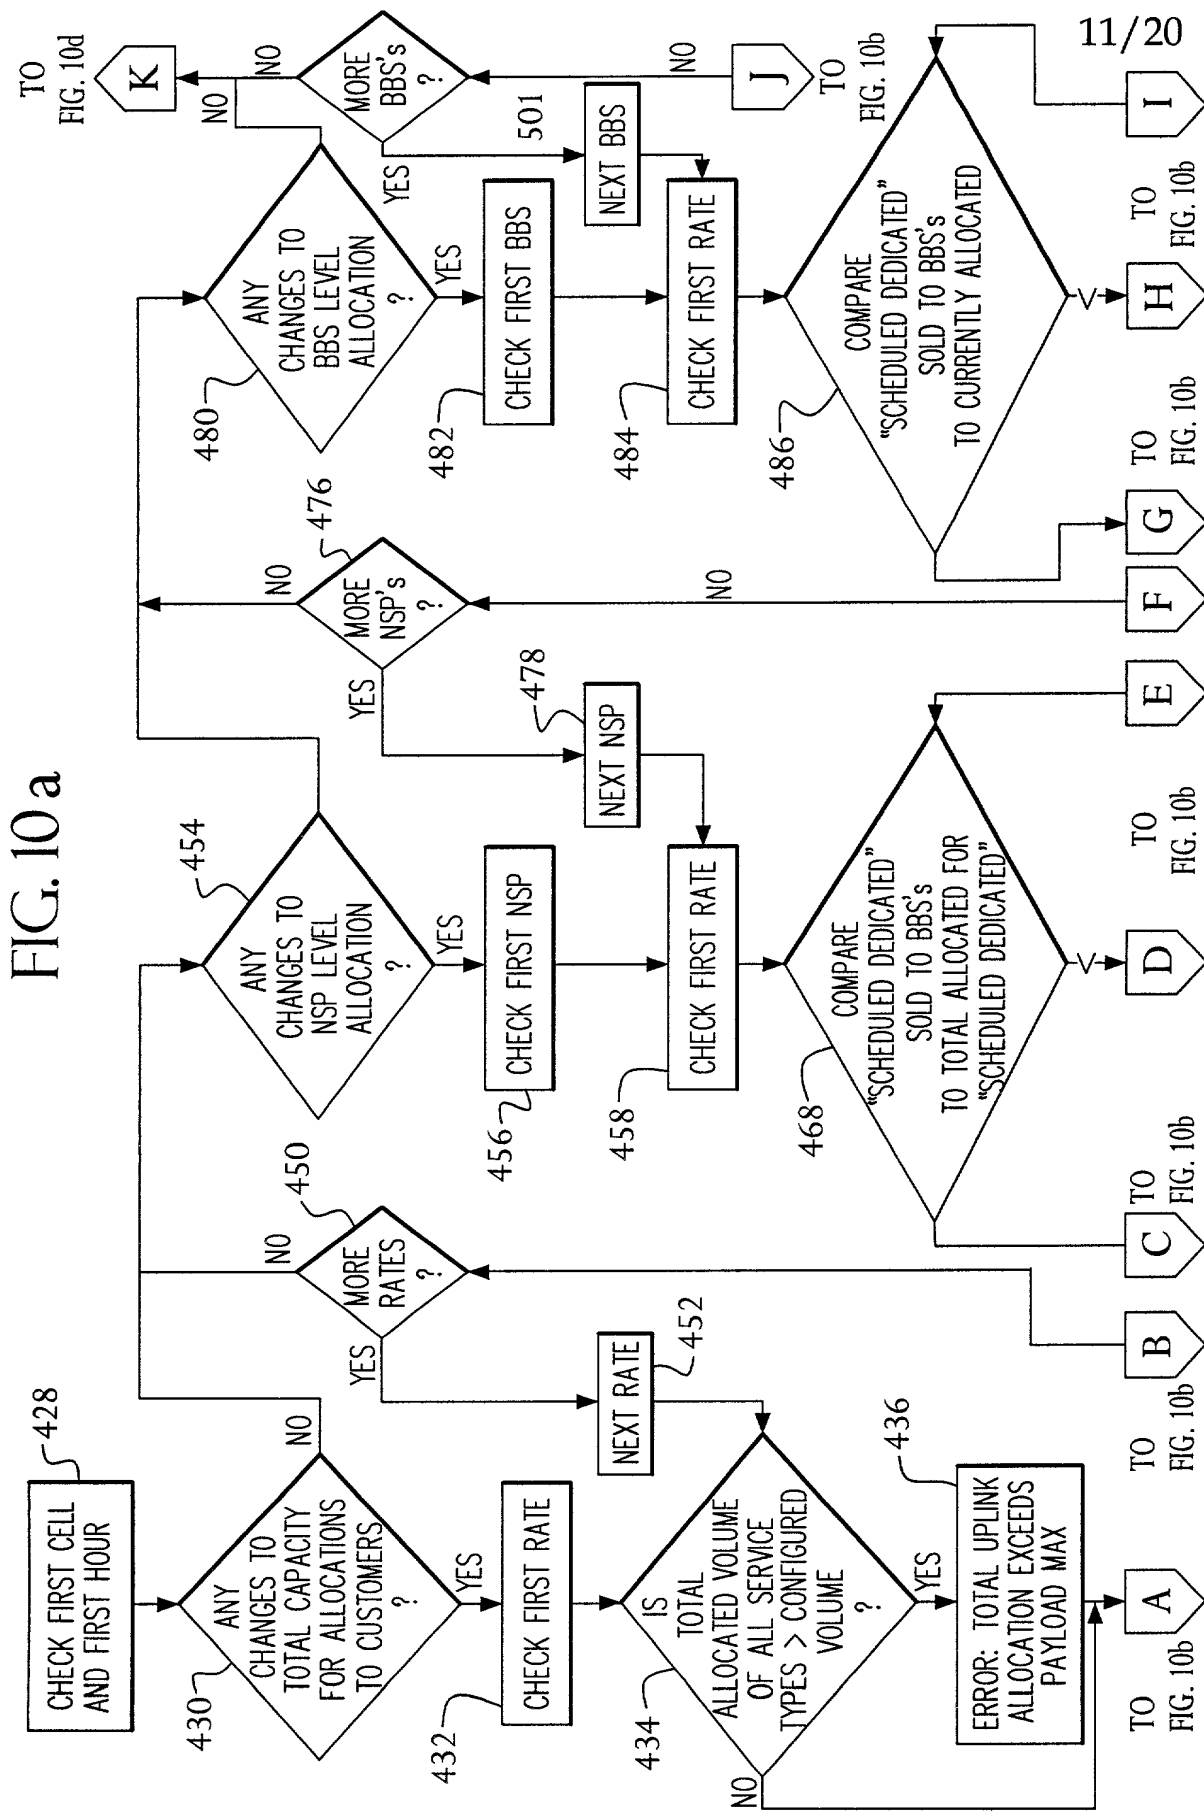 11/20
FIG. 10a
CHECK FIRST CELL
AND FIRST HOUR
428
ANY
CHANGES TO
TOTAL CAPACITY
FOR ALLOCATIONS
TO CUSTOMERS
?
430
NO
YES
CHECK FIRST RATE
432
IS
TOTAL
ALLOCATED VOLUME
OF ALL SERVICE
TYPES > CONFIGURED
VOLUME
?
434
NO
YES
ERROR: TOTAL UPLINK
ALLOCATION EXCEEDS
PAYLOAD MAX
436
A
TO
FIG. 10b
MORE
RATES
?
450
NO
YES
NEXT RATE
452
B
TO
FIG. 10b
ANY
CHANGES TO
NSP LEVEL
ALLOCATION
?
454
YES
CHECK FIRST NSP
456
CHECK FIRST RATE
458
COMPARE
"SCHEDULED DEDICATED"
SOLD TO BBS's
TO TOTAL ALLOCATED FOR
"SCHEDULED DEDICATED"
468
<
C
TO
FIG. 10b
D
E
TO
FIG. 10b
MORE
NSP's
?
476
NO
YES
NEXT NSP
478
NO
F
ANY
CHANGES TO
BBS LEVEL
ALLOCATION
?
480
NO
YES
CHECK FIRST BBS
482
CHECK FIRST RATE
484
COMPARE
"SCHEDULED DEDICATED"
SOLD TO BBS's
TO CURRENTLY ALLOCATED
486
<
G
TO
FIG. 10b
H
TO
FIG. 10b
I
TO
FIG. 10d
K
NO
MORE
BBS's
?
YES
NEXT BBS
501
NO
J
TO
FIG. 10b